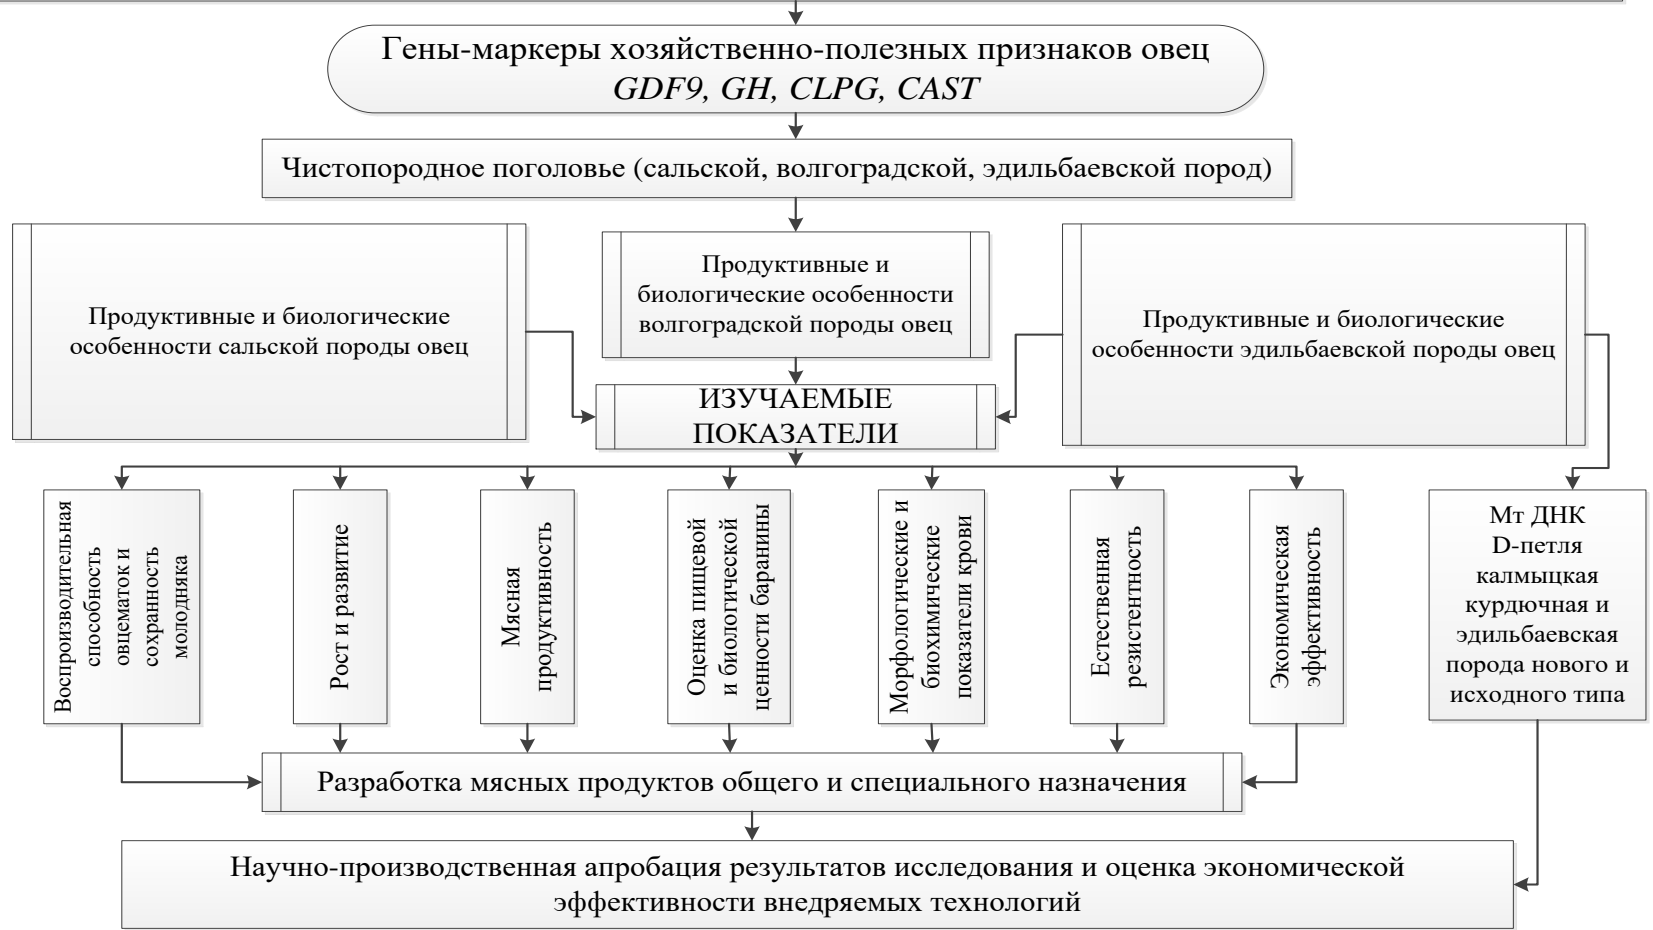 Гены-маркеры хозяйственно-полезных признаков овец
GDF9, GH, CLPG, CAST
Чистопородное поголовье (сальской, волгоградской, эдильбаевской пород)
Продуктивные и биологические
особенности сальской породы овец
Продуктивные и
биологические особенности
волгоградской породы овец
Продуктивные и биологические
особенности эдильбаевской породы овец
ИЗУЧАЕМЫЕ
ПОКАЗАТЕЛИ
Воспроизводительная
способность
овцематок и
сохранность
молодняка
Рост и развитие
Мясная
продуктивность
Оценка пищевой
и биологической
ценности баранины
Морфологические и
биохимические
показатели крови
Естественная
резистентность
Экономическая
эффективность
Мт ДНК
D-петля
калмыцкая
курдючная и
эдильбаевская
порода нового и
исходного типа
Разработка мясных продуктов общего и специального назначения
Научно-производственная апробация результатов исследования и оценка экономической
эффективности внедряемых технологий